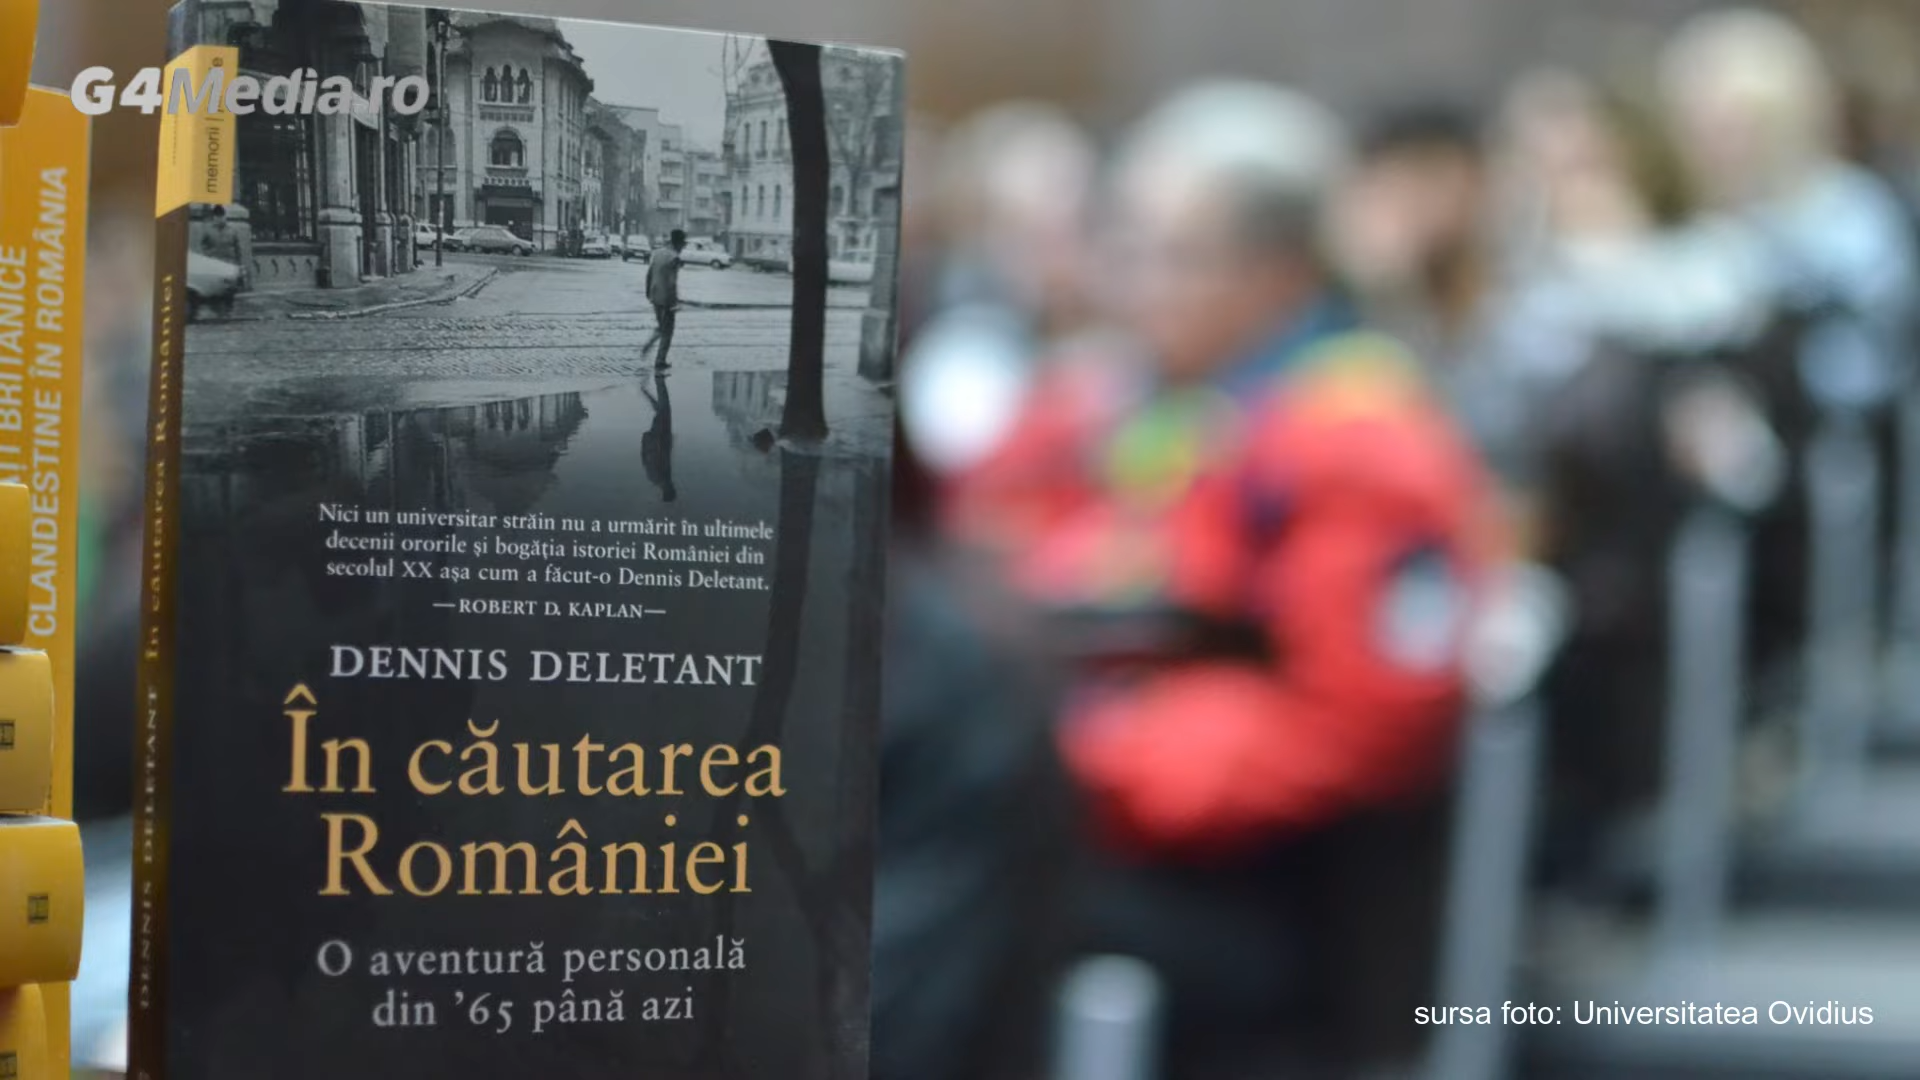 G4Media.ro
memorii
CLANDESTINE ÎN ROMÂNIA
BRITANICE
DENNIS DELETANT În căutarea României
Nici un universitar străin nu a urmărit în ultimele
decenii ororile și bogăția istoriei României din
secolul XX așa cum a făcut-o Dennis Deletant.
—ROBERT D. KAPLAN—
DENNIS DELETANT
În căutarea
României
O aventură personală
din ’65 până azi
sursa foto: Universitatea Ovidius